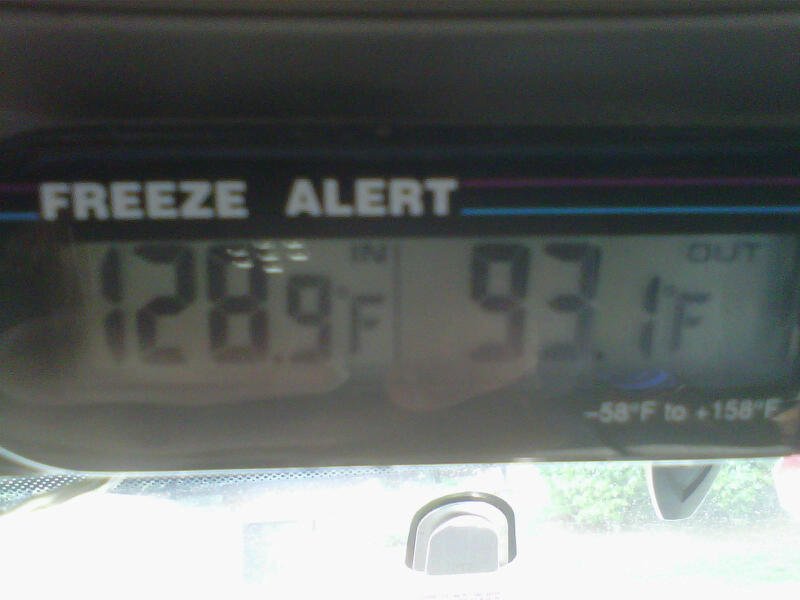 FREEZE ALERT
IN OUT
128.9°F 93.1°F
-58°F to +158°F